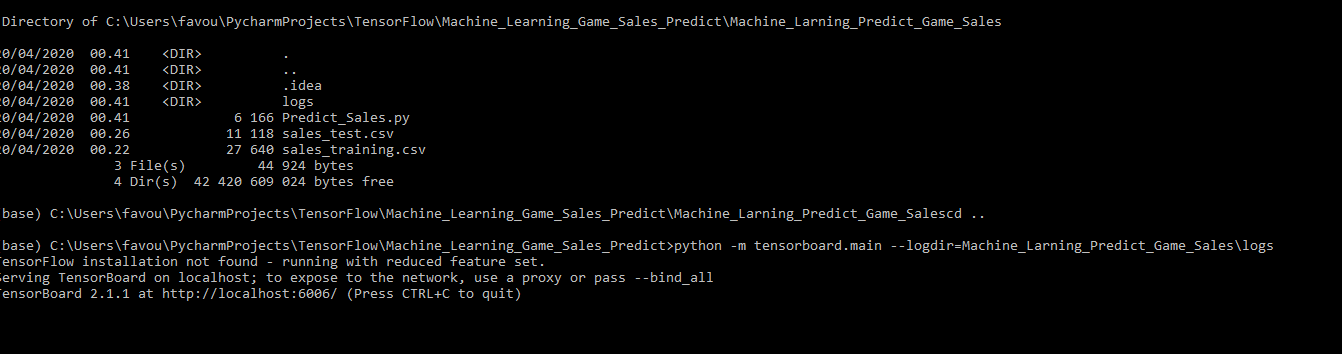 Directory of C:\Users\favou\PycharmProjects\TensorFlow\Machine_Learning_Game_Sales_Predict\Machine_Larning_Predict_Game_Sales
20/04/2020 00.41 <DIR> .
20/04/2020 00.41 <DIR> ..
20/04/2020 00.38 <DIR> .idea
20/04/2020 00.41 <DIR> logs
20/04/2020 00.41 6 166 Predict_Sales.py
20/04/2020 00.26 11 118 sales_test.csv
20/04/2020 00.22 27 640 sales_training.csv
3 File(s) 44 924 bytes
4 Dir(s) 42 420 609 024 bytes free
base) C:\Users\favou\PycharmProjects\TensorFlow\Machine_Learning_Game_Sales_Predict\Machine_Larning_Predict_Game_Salescd ..
base) C:\Users\favou\PycharmProjects\TensorFlow\Machine_Learning_Game_Sales_Predict>python -m tensorboard.main --logdir=Machine_Larning_Predict_Game_Sales\logs
TensorFlow installation not found - running with reduced feature set.
Serving TensorBoard on localhost; to expose to the network, use a proxy or pass --bind_all
TensorBoard 2.1.1 at http://localhost:6006/ (Press CTRL+C to quit)